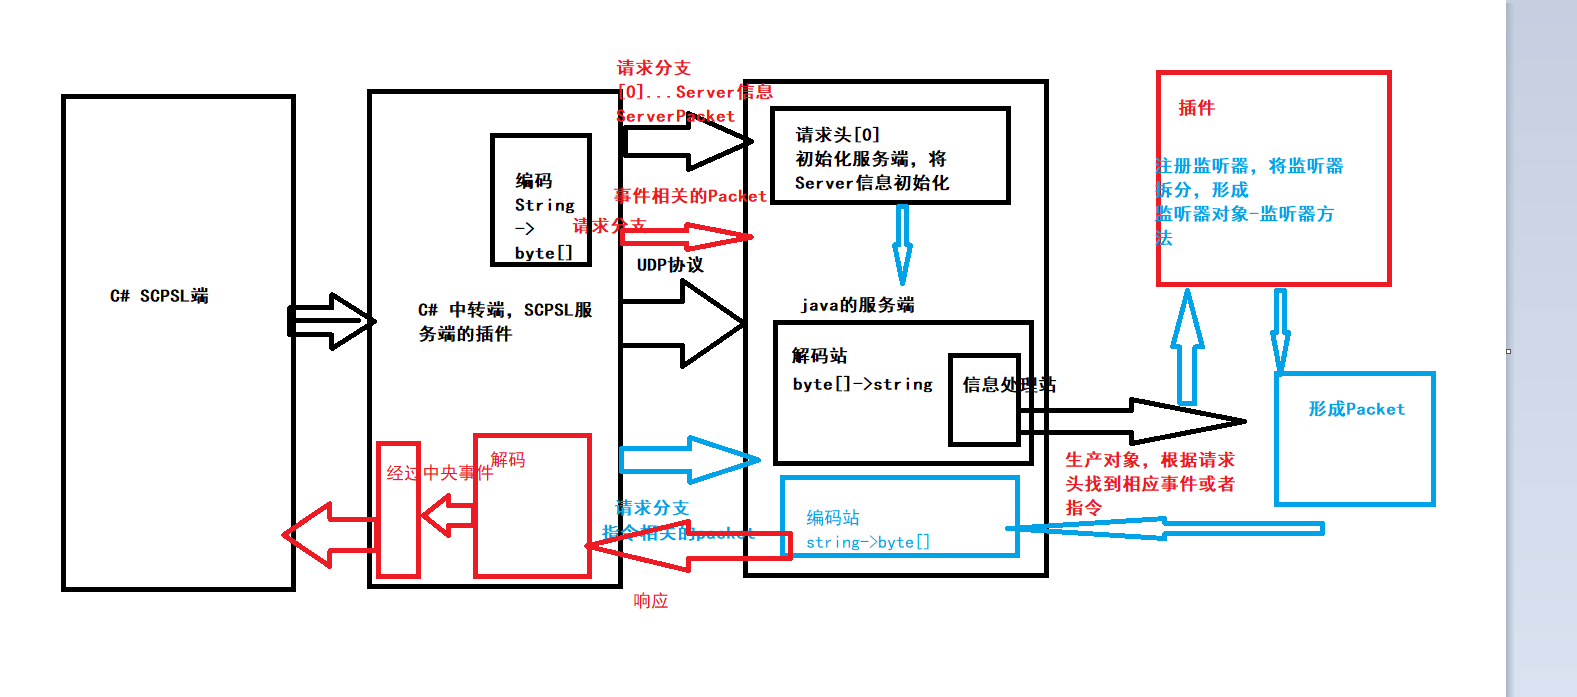 C# SCPSL端
编码
String
->
byte[]
C# 中转端，SCPSL服
务端的插件
经过中央事件
解码
请求分支
[0]...Server信息
ServerPacket
事件相关的Packet
请求分支
UDP协议
请求分支
指令相关的packet
响应
请求头[0]
初始化服务端，将
Server信息初始化
java的服务端
解码站
byte[]->string
信息处理站
编码站
string->byte[]
插件
注册监听器，将监听器
拆分，形成
监听器对象-监听器方
法
形成Packet
生产对象，根据请求
头找到相应事件或者
指令